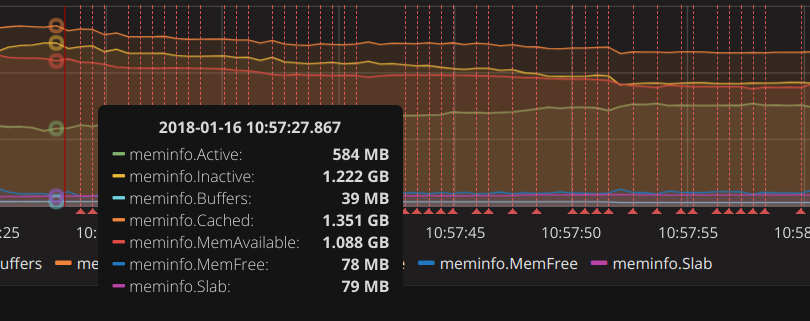 2018-01-16 10:57:27.867
meminfo.Active: 584 MB
meminfo.Inactive: 1.222 GB
meminfo.Buffers: 39 MB
meminfo.Cached: 1.351 GB
meminfo.MemAvailable: 1.088 GB
meminfo.MemFree: 78 MB
meminfo.Slab: 79 MB
:25 10: 10:57:45 10:57:50 10:57:55 10:58
uffers me e meminfo.MemFree meminfo.Slab